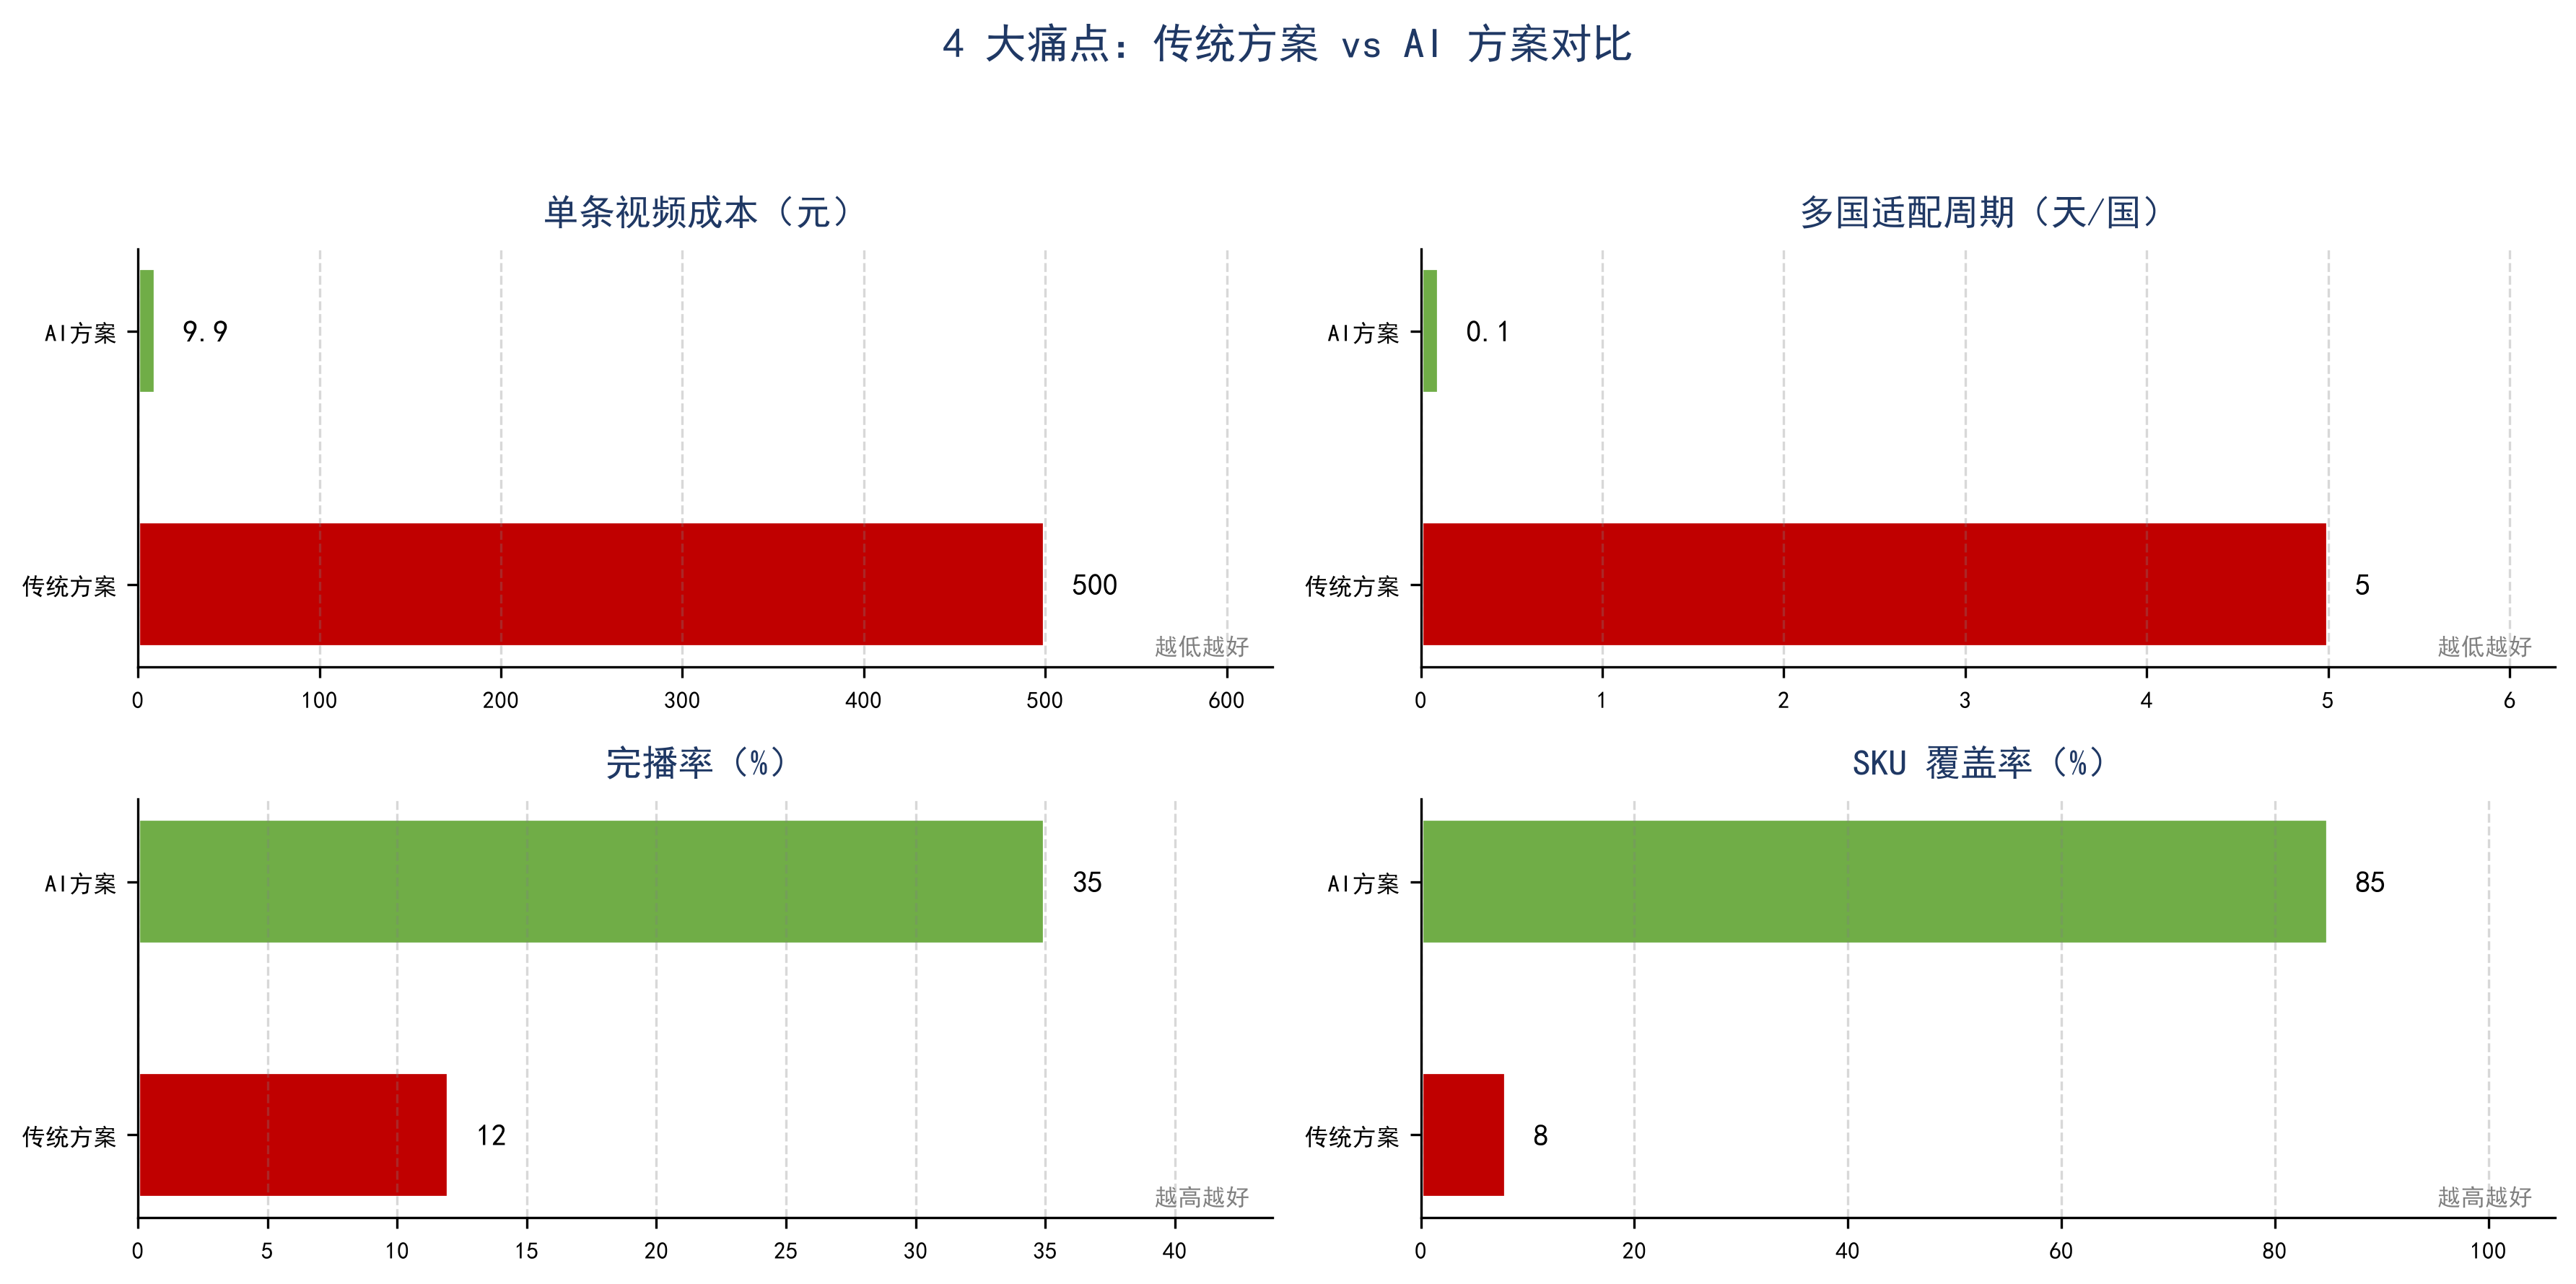 4 大痛点：传统方案 vs AI 方案对比
单条视频成本（元）
AI方案
9.9
传统方案
500
越低越好
0 100 200 300 400 500 600
多国适配周期（天/国）
AI方案
0.1
传统方案
5
越低越好
0 1 2 3 4 5 6
完播率（%）
AI方案
35
传统方案
12
越高越好
0 5 10 15 20 25 30 35 40
SKU 覆盖率（%）
AI方案
85
传统方案
8
越高越好
0 20 40 60 80 100